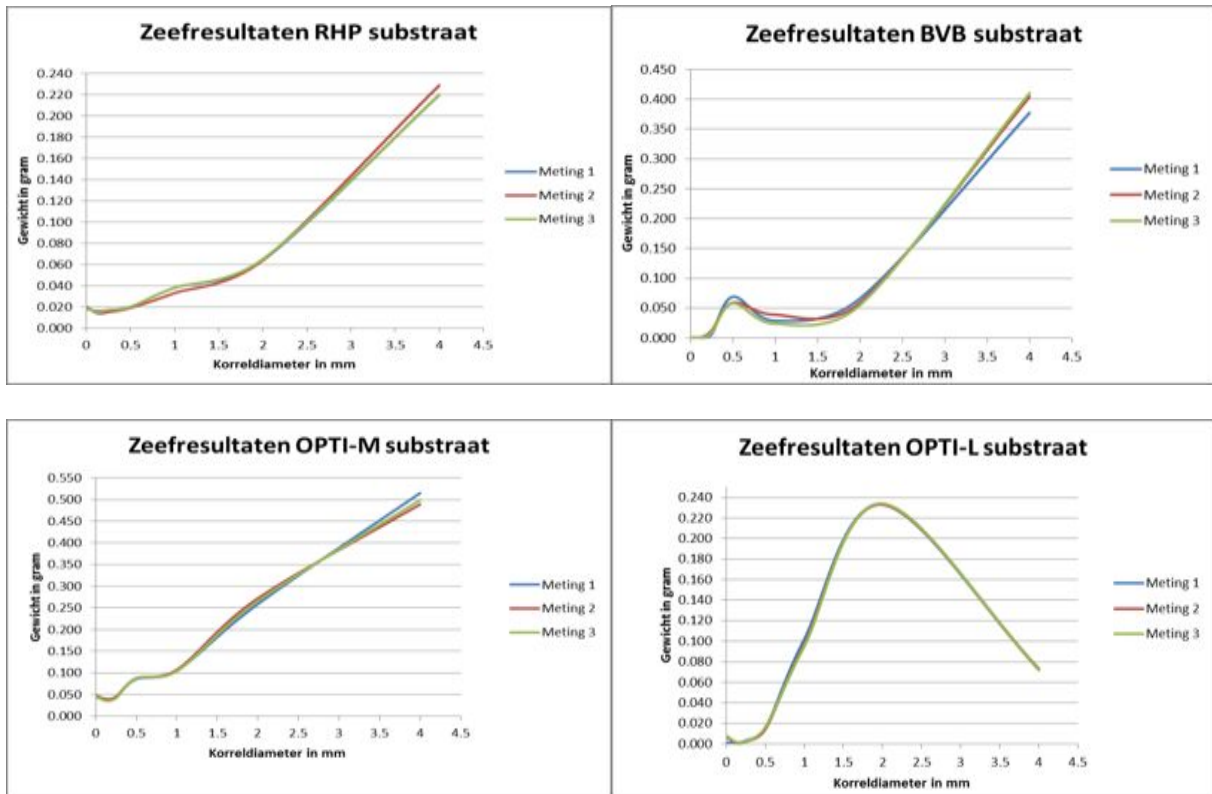 Zeefresultaten RHP substraat
Gewicht in gram
0.240
0.220
0.200
0.180
0.160
0.140
0.120
0.100
0.080
0.060
0.040
0.020
0.000
0 0.5 1 1.5 2 2.5 3 3.5 4 4.5
Korreldiameter in mm
Meting 1
Meting 2
Meting 3
Zeefresultaten BVB substraat
Gewicht in gram
0.450
0.400
0.350
0.300
0.250
0.200
0.150
0.100
0.050
0.000
0 0.5 1 1.5 2 2.5 3 3.5 4 4.5
Korreldiameter in mm
Meting 1
Meting 2
Meting 3
Zeefresultaten OPTI-M substraat
Gewicht in gram
0.550
0.500
0.450
0.400
0.350
0.300
0.250
0.200
0.150
0.100
0.050
0.000
0 0.5 1 1.5 2 2.5 3 3.5 4 4.5
Korreldiameter in mm
Meting 1
Meting 2
Meting 3
Zeefresultaten OPTI-L substraat
Gewicht in gram
0.240
0.220
0.200
0.180
0.160
0.140
0.120
0.100
0.080
0.060
0.040
0.020
0.000
0 0.5 1 1.5 2 2.5 3 3.5 4 4.5
Korreldiameter in mm
Meting 1
Meting 2
Meting 3